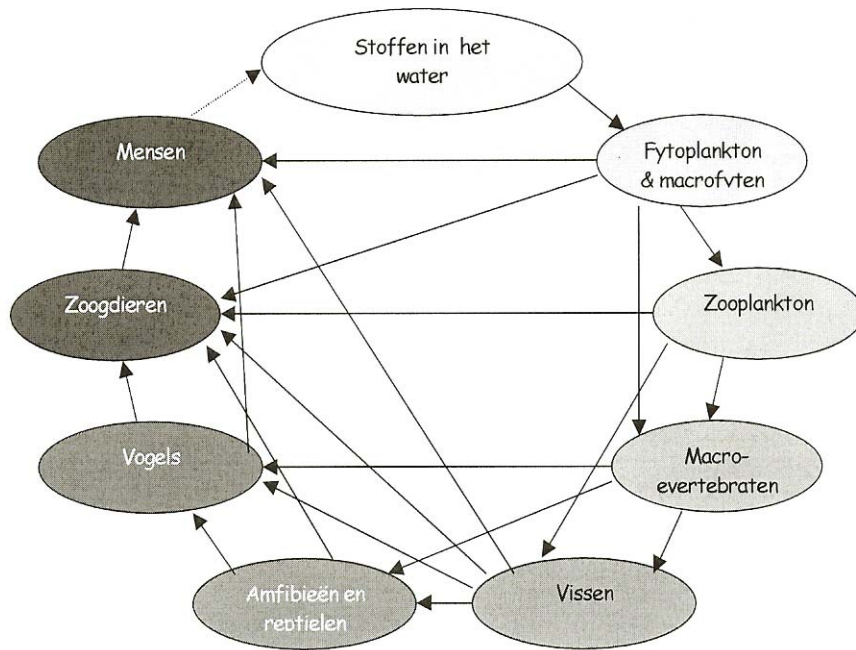 Stoffen in het
water
Mensen
Fytoplankton
& macrofyten
Zoogdieren
Zooplankton
Vogels
Macro-
evertebraten
Amfibieën en
reptielen
Vissen